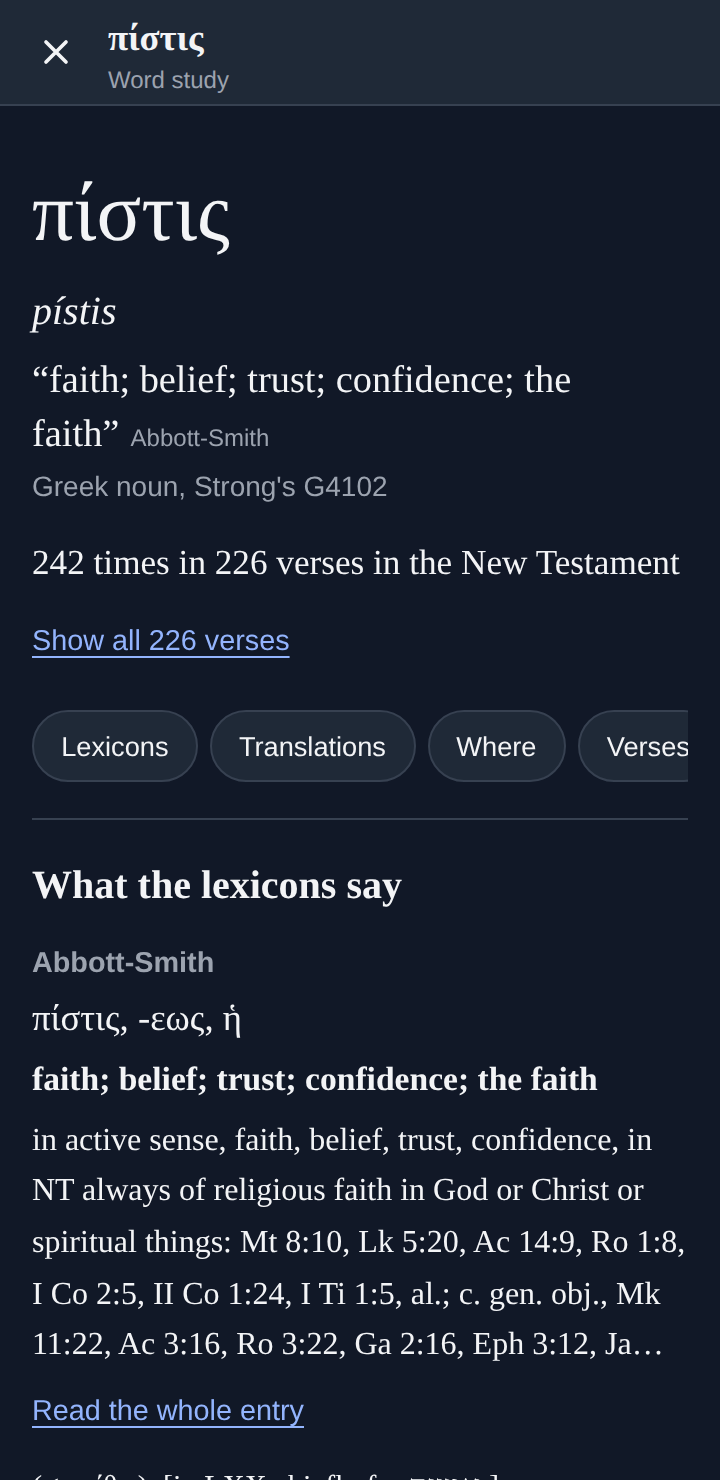 πίστις
Word study
πίστις
pístis
“faith; belief; trust; confidence; the
faith” Abbott-Smith
Greek noun, Strong's G4102
242 times in 226 verses in the New Testament
Show all 226 verses
Lexicons Translations Where Verses
What the lexicons say
Abbott-Smith
πίστις, -εως, ἡ
faith; belief; trust; confidence; the faith
in active sense, faith, belief, trust, confidence, in
NT always of religious faith in God or Christ or
spiritual things: Mt 8:10, Lk 5:20, Ac 14:9, Ro 1:8,
I Co 2:5, II Co 1:24, I Ti 1:5, al.; c. gen. obj., Mk
11:22, Ac 3:16, Ro 3:22, Ga 2:16, Eph 3:12, Ja…
Read the whole entry